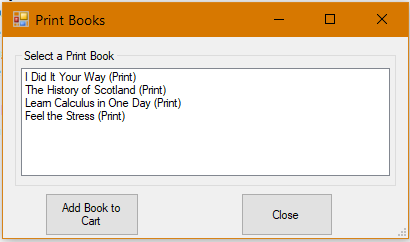 Print Books
Select a Print Book
I Did It Your Way (Print)
The History of Scotland (Print)
Learn Calculus in One Day (Print)
Feel the Stress (Print)
Add Book to
Cart
Close